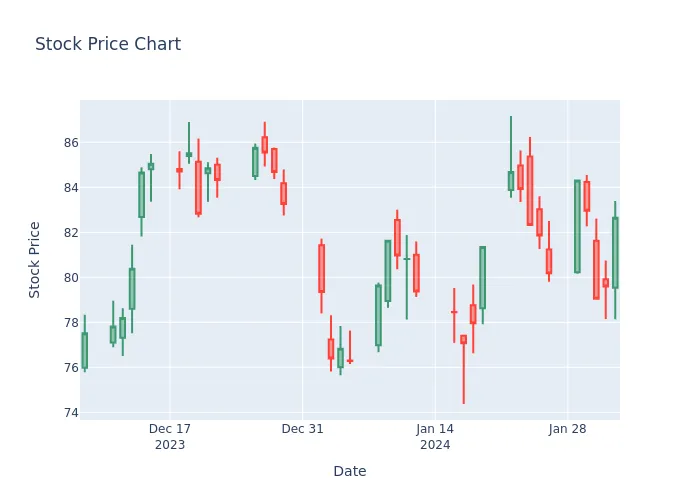 Stock Price Chart
Stock Price
86
84
82
80
78
76
74
Dec 17
2023
Dec 31
Jan 14
2024
Jan 28
Date